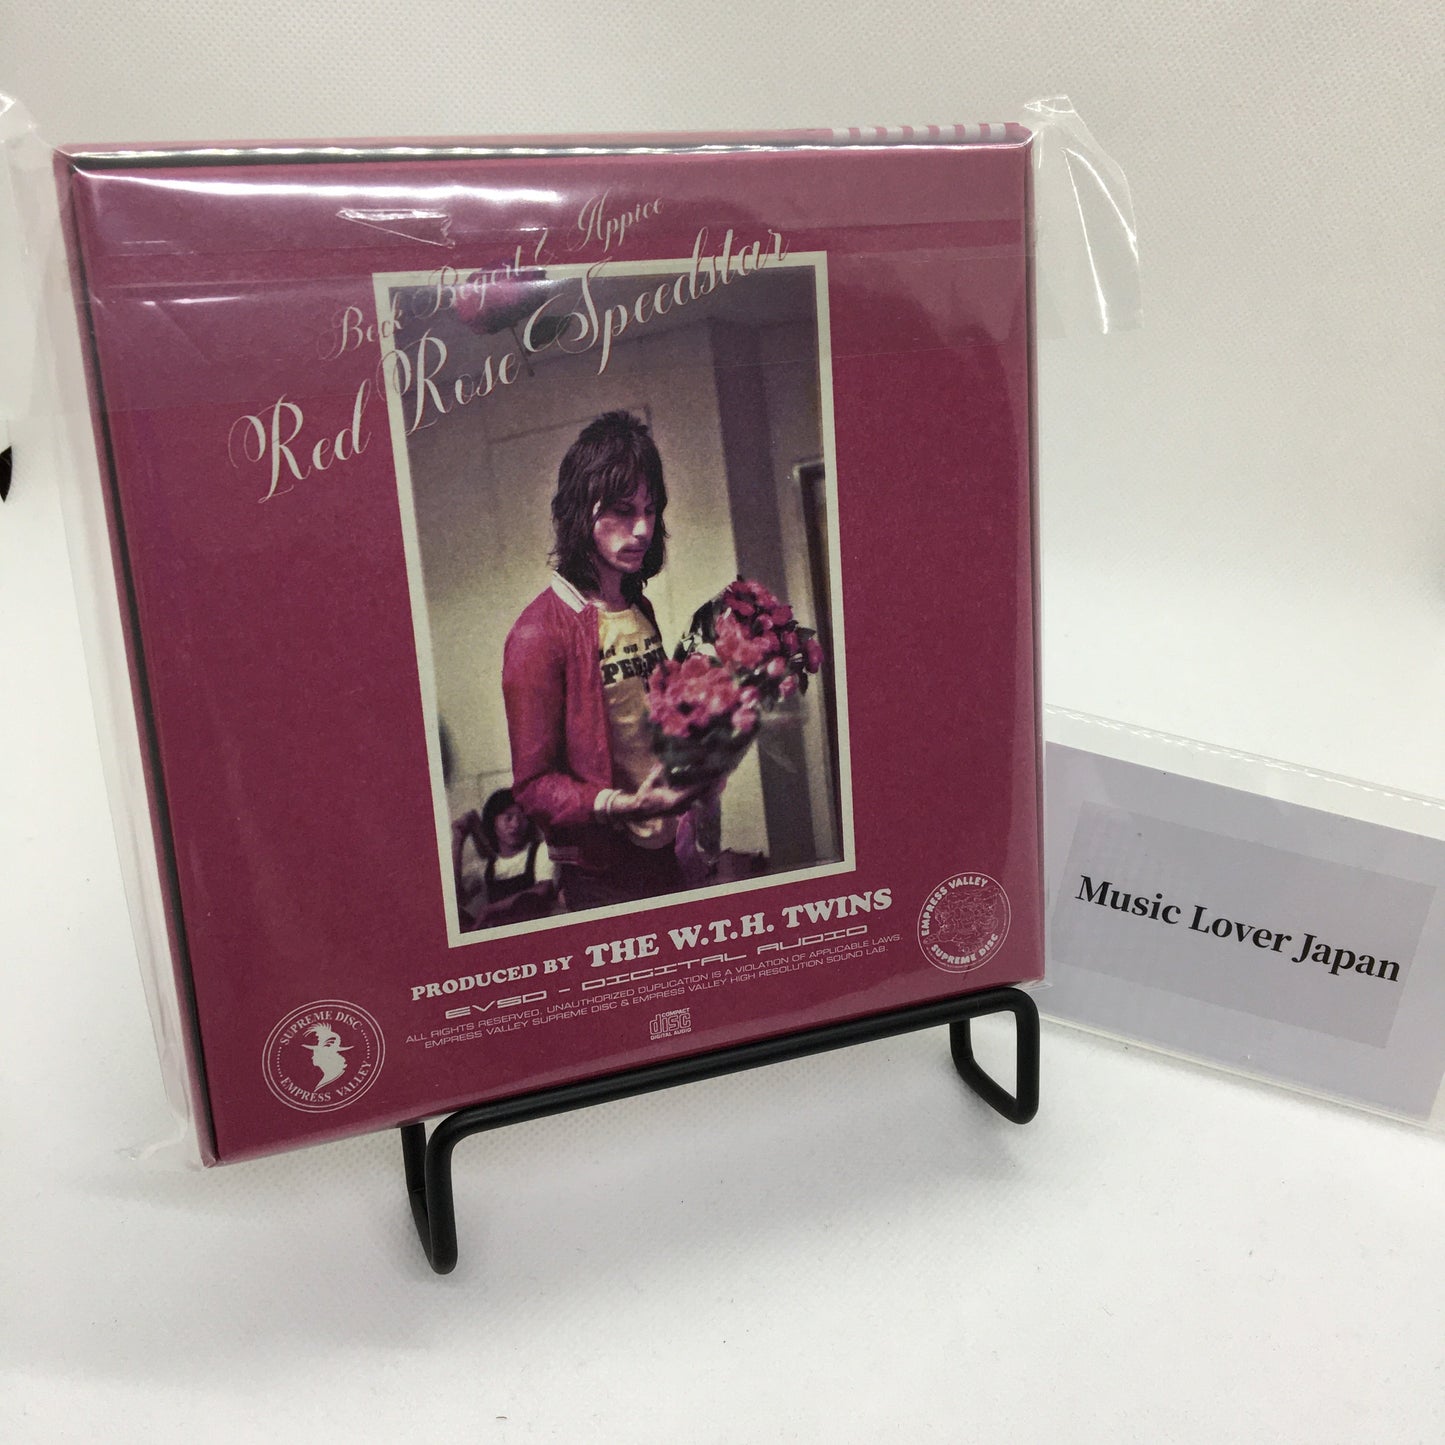 Beck Bogert & Appice
Red Rose Speedstar
PRODUCED BY THE W.T.H. TWINS
EVSD - DIGITAL AUDIO
ALL RIGHTS RESERVED. UNAUTHORIZED DUPLICATION IS A VIOLATION OF APPLICABLE LAWS.
EMPRESS VALLEY SUPREME DISC & EMPRESS VALLEY HIGH RESOLUTION SOUND LAB.
COMPACT
disc
DIGITAL AUDIO
SUPREME DISC
EMPRESS VALLEY
EMPRESS VALLEY
SUPREME DISC
Music Lover Japan